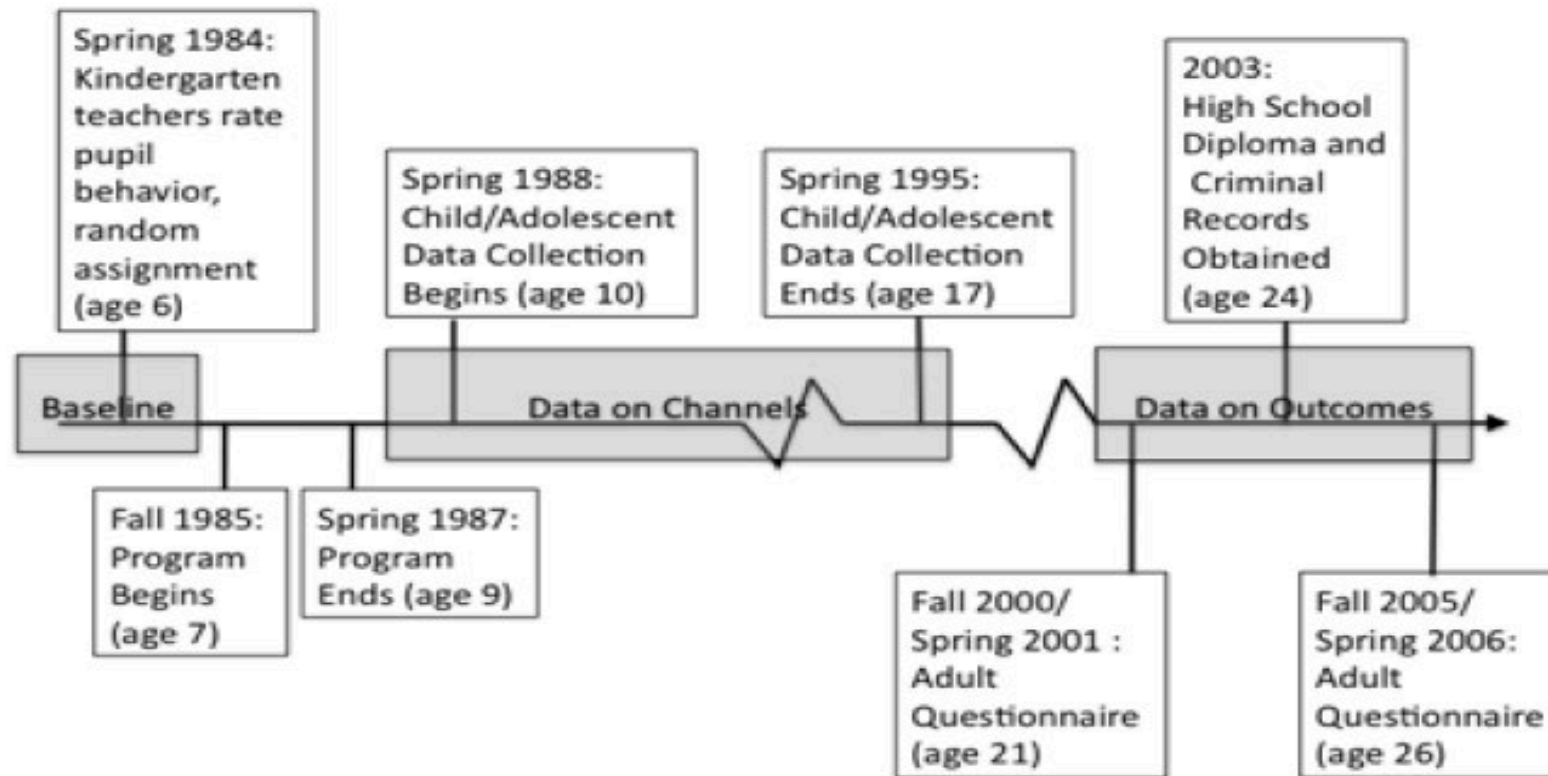 Spring 1984:
Kindergarten
teachers rate
pupil
behavior,
random
assignment
(age 6)
Spring 1988:
Child/Adolescent
Data Collection
Begins (age 10)
Spring 1995:
Child/Adolescent
Data Collection
Ends (age 17)
2003:
High School
Diploma and
Criminal
Records
Obtained
(age 24)
Baseline
Data on Channels
Data on Outcomes
Fall 1985:
Program
Begins
(age 7)
Spring 1987:
Program
Ends (age 9)
Fall 2000/
Spring 2001 :
Adult
Questionnaire
(age 21)
Fall 2005/
Spring 2006:
Adult
Questionnaire
(age 26)